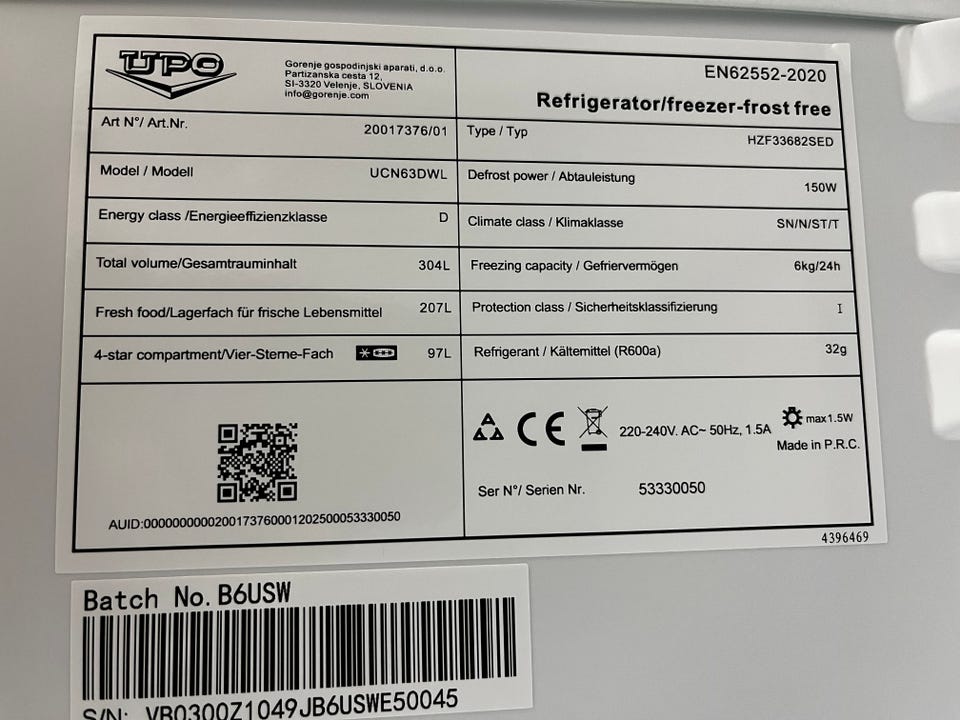 UPO
Gorenje gospodinjski aparati, d.o.o.
Partizanska cesta 12,
SI-3320 Velenje, SLOVENIA
info@gorenje.com
EN62552-2020
Refrigerator/freezer-frost free
Art N°/ Art.Nr. 20017376/01
Type / Typ HZF33682SED
Model / Modell UCN63DWL
Defrost power / Abtauleistung 150W
Energy class /Energieeffizienzklasse D
Climate class / Klimaklasse SN/N/ST/T
Total volume/Gesamtrauminhalt 304L
Freezing capacity / Gefriervermögen 6kg/24h
Fresh food/Lagerfach für frische Lebensmittel 207L
Protection class / Sicherheitsklassifizierung I
4-star compartment/Vier-Sterne-Fach 97L
Refrigerant / Kältemittel (R600a) 32g
CE 220-240V. AC~ 50Hz, 1.5A max1.5W
Made in P.R.C.
Ser N°/ Serien Nr. 53330050
AUID:0000000000200173760001202500053330050
4396469
Batch No. B6USW
S/N: VB0300Z1049JB6USWE50045